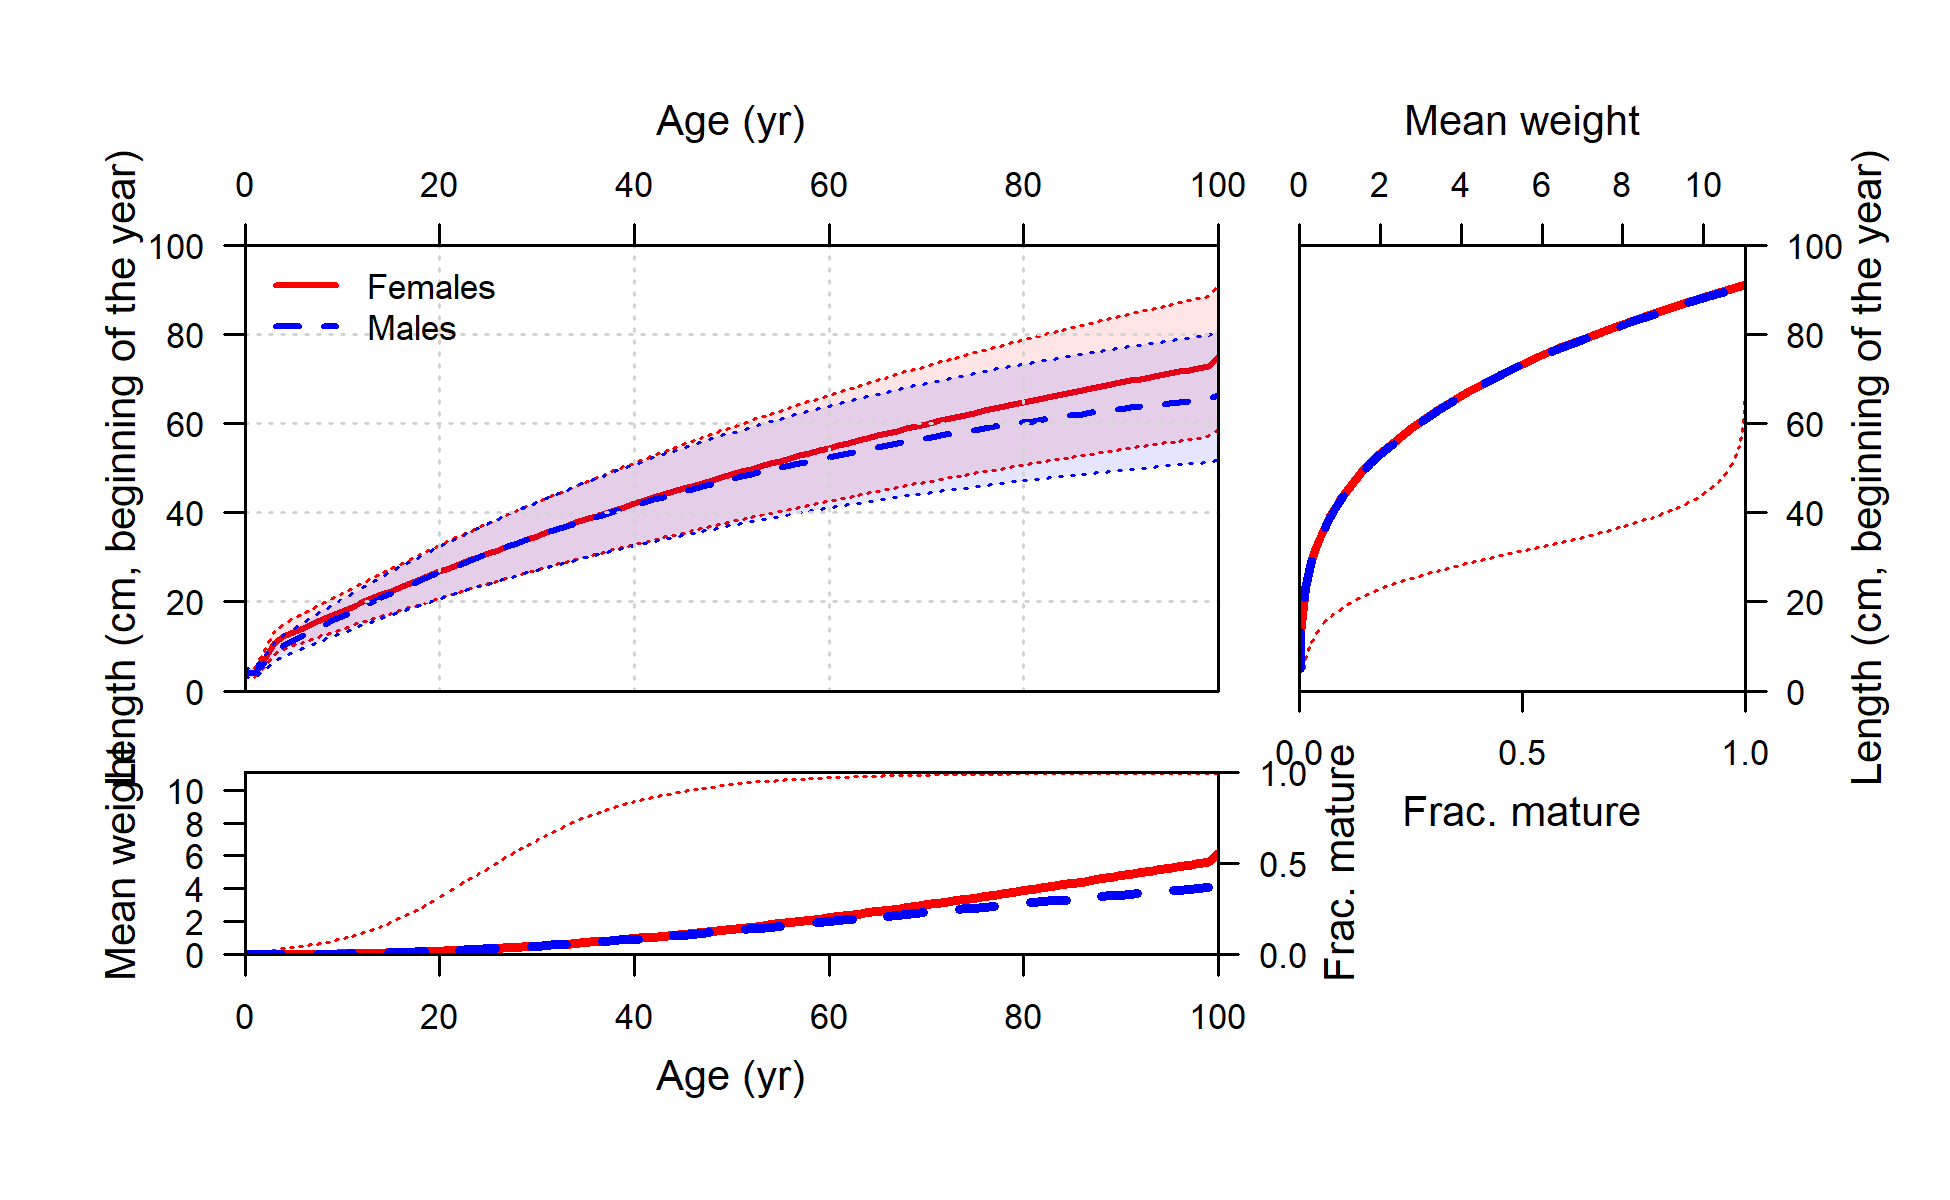 Age (yr)
0 20 40 60 80 100
Length (cm, beginning of the year)
100
80
60
40
20
0
Females
Males
Mean weight
0 2 4 6 8 10
100
80
60
40
20
0
Length (cm, beginning of the year)
0.0 0.5 1.0
Frac. mature
Mean weight
10
8
6
4
2
0
1.0
0.5
0.0
Frac. mature
0 20 40 60 80 100
Age (yr)